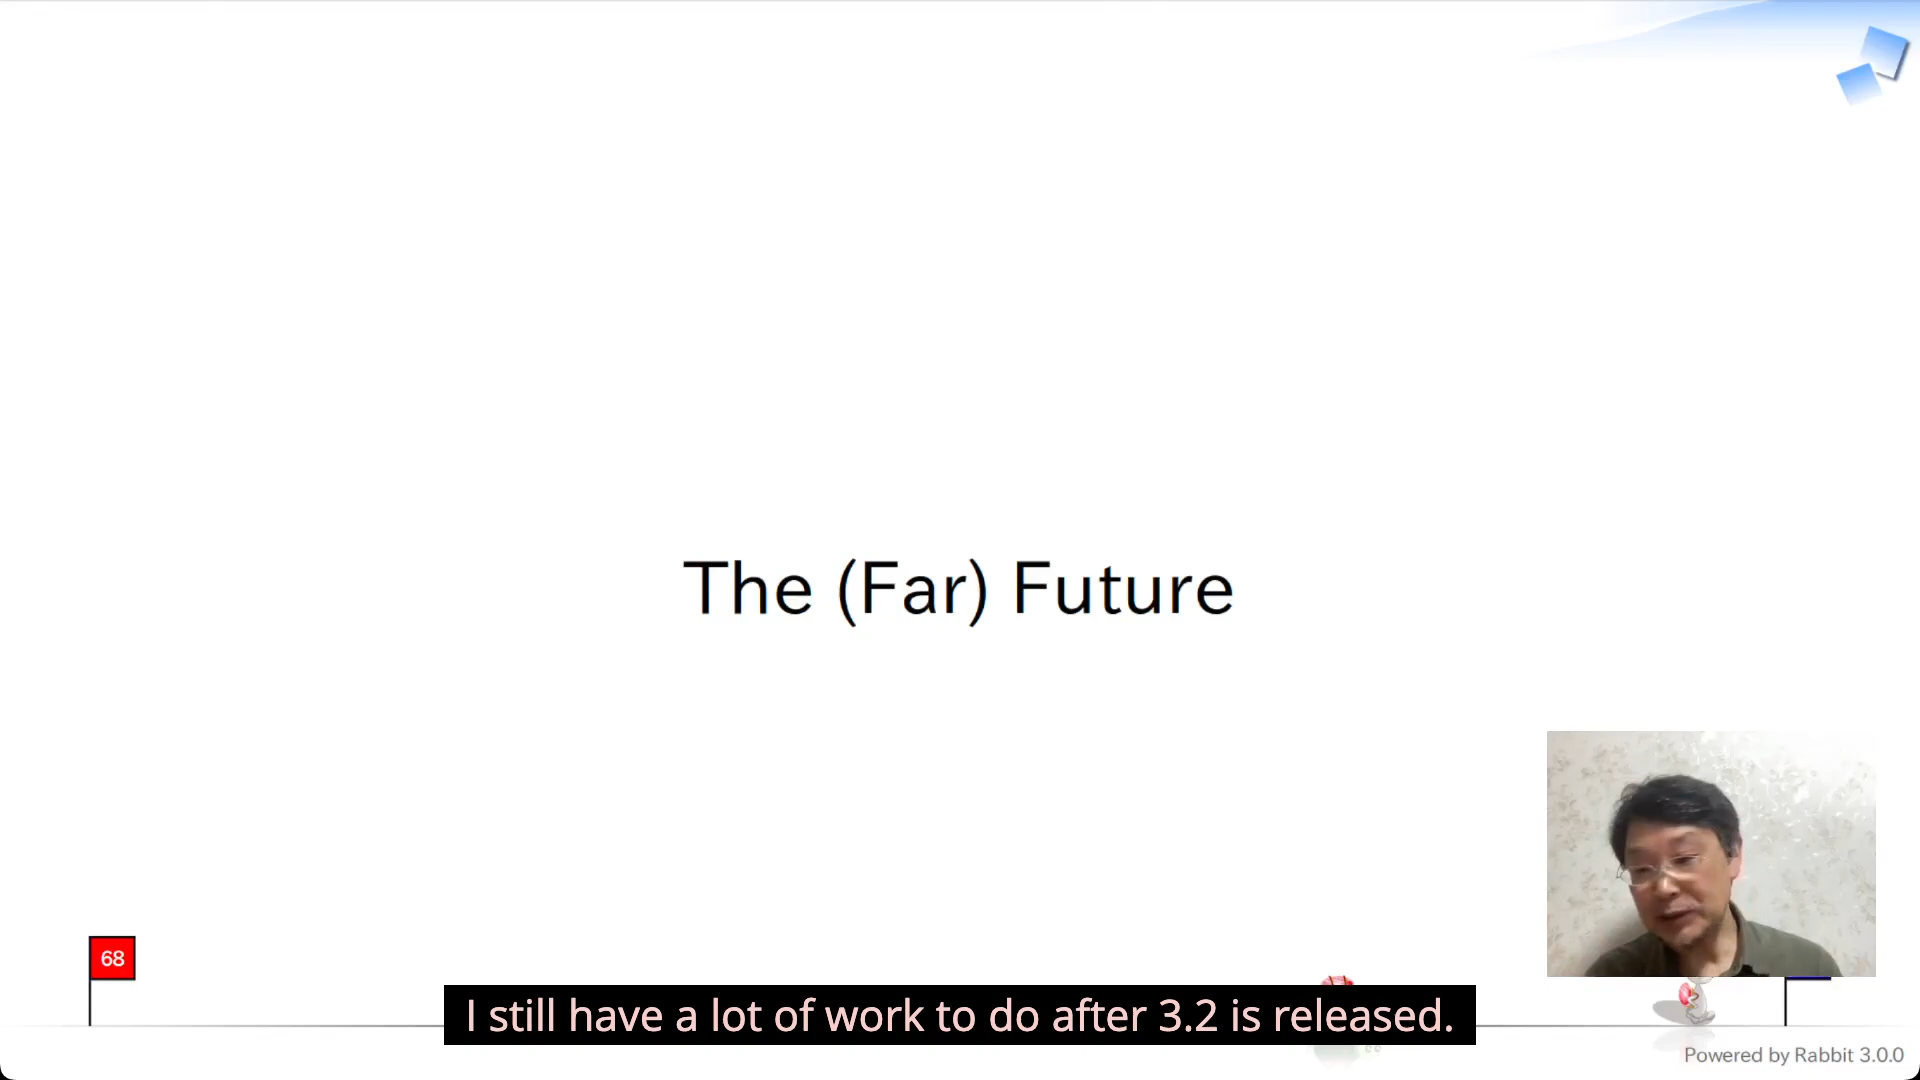 The (Far) Future
68
I still have a lot of work to do after 3.2 is released.
Powered by Rabbit 3.0.0